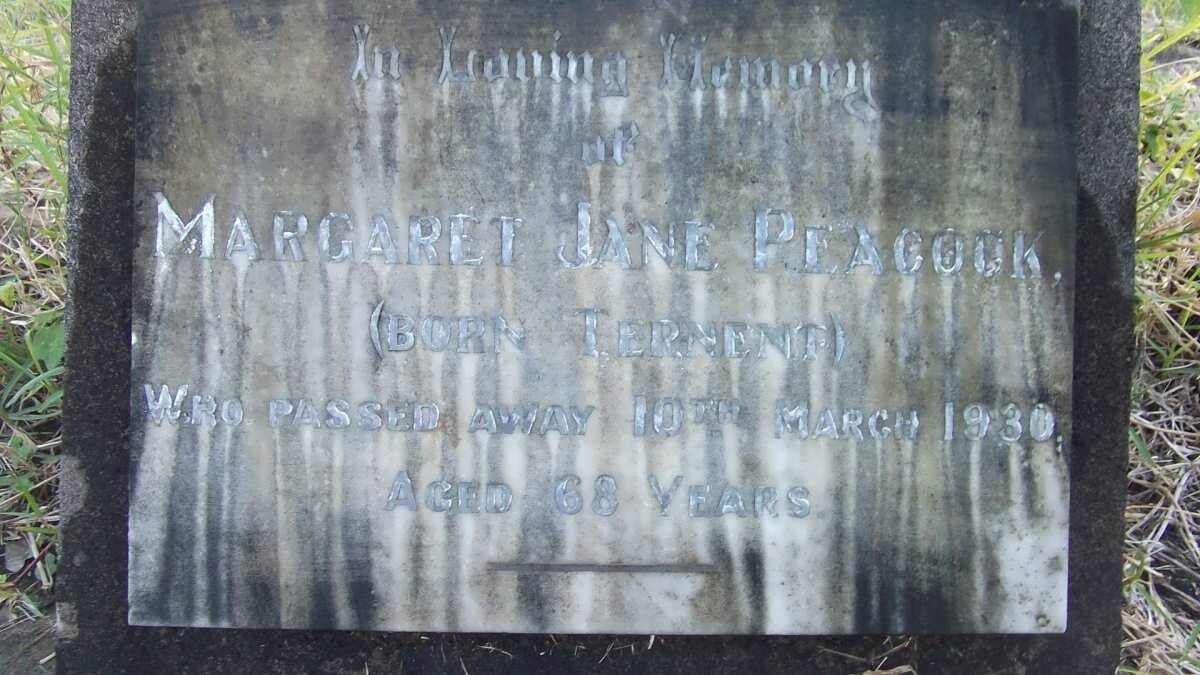 In Loving Memory
of
MARGARET JANE PEACOCK,
(BORN TERNENT)
WHO PASSED AWAY 10TH MARCH 1930,
AGED 68 YEARS